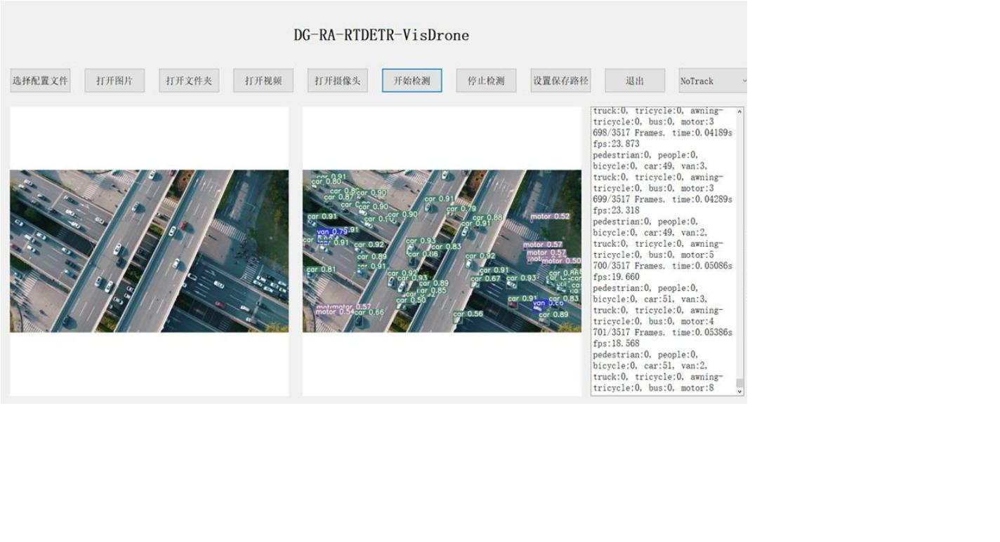 DG-RA-RTDETR-VisDrone
选择配置文件
打开图片
打开文件夹
打开视频
打开摄像头
开始检测
停止检测
设置保存路径
退出
NoTrack
car 0.91
car 0.80
car 0.87
car 0.90
car 0.90
car 0.90
car 0.91
car 0.79
car 0.88
car 0.91
motor 0.52
car 0.91
van 0.79
car 0.92
car 0.93
car 0.83
motor 0.57
motor 0.57
motor 0.50
car 0.89
car 0.92
car 0.81
car 0.91
car 0.91
car 0.92
car 0.93
car 0.67
car 0.93
car 0.89
car 0.85
car 0.50
car 0.91
car 0.83
motor 0.57
motor 0.54
car 0.66
car 0.56
car 0.89
truck:0, tricycle:0, awning-
tricycle:0, bus:0, motor:3
698/3517 Frames. time:0.04189s
fps:23.873
pedestrian:0, people:0,
bicycle:0, car:49, van:3,
truck:0, tricycle:0, awning-
tricycle:0, bus:0, motor:3
699/3517 Frames. time:0.04289s
fps:23.318
pedestrian:0, people:0,
bicycle:0, car:49, van:2,
truck:0, tricycle:0, awning-
tricycle:0, bus:0, motor:5
700/3517 Frames. time:0.05086s
fps:19.660
pedestrian:0, people:0,
bicycle:0, car:51, van:3,
truck:0, tricycle:0, awning-
tricycle:0, bus:0, motor:4
701/3517 Frames. time:0.05386s
fps:18.568
pedestrian:0, people:0,
bicycle:0, car:51, van:2,
truck:0, tricycle:0, awning-
tricycle:0, bus:0, motor:8